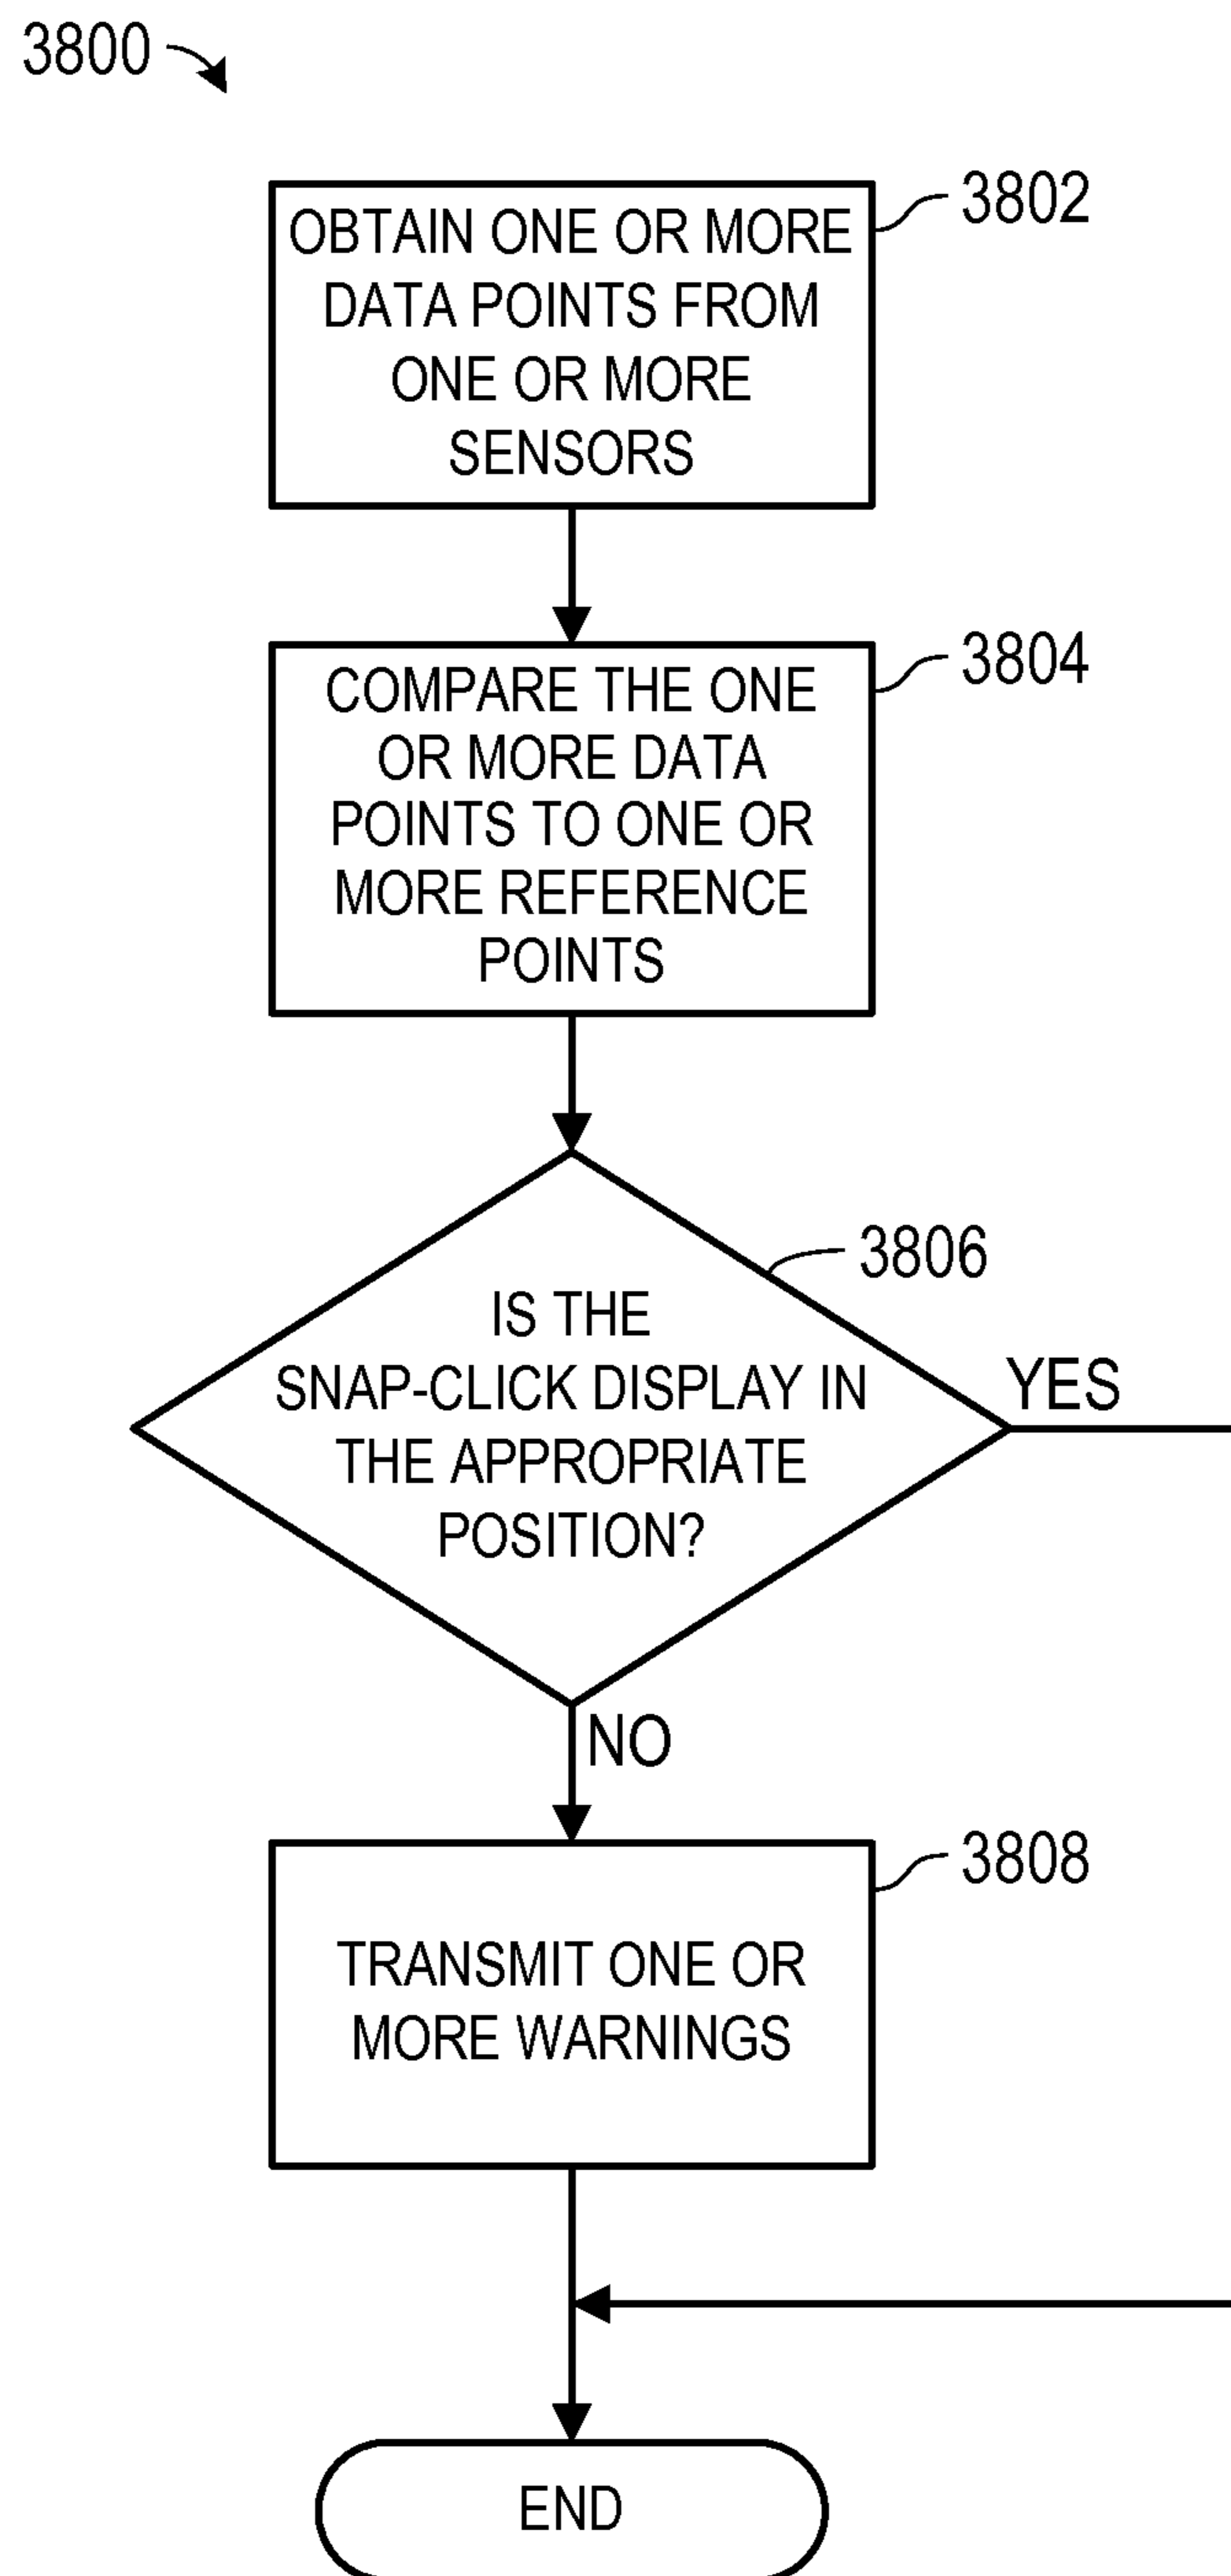 3800
OBTAIN ONE OR MORE
DATA POINTS FROM
ONE OR MORE
SENSORS
3802
COMPARE THE ONE
OR MORE DATA
POINTS TO ONE OR
MORE REFERENCE
POINTS
3804
IS THE
SNAP-CLICK DISPLAY IN
THE APPROPRIATE
POSITION?
3806
YES
NO
TRANSMIT ONE OR
MORE WARNINGS
3808
END